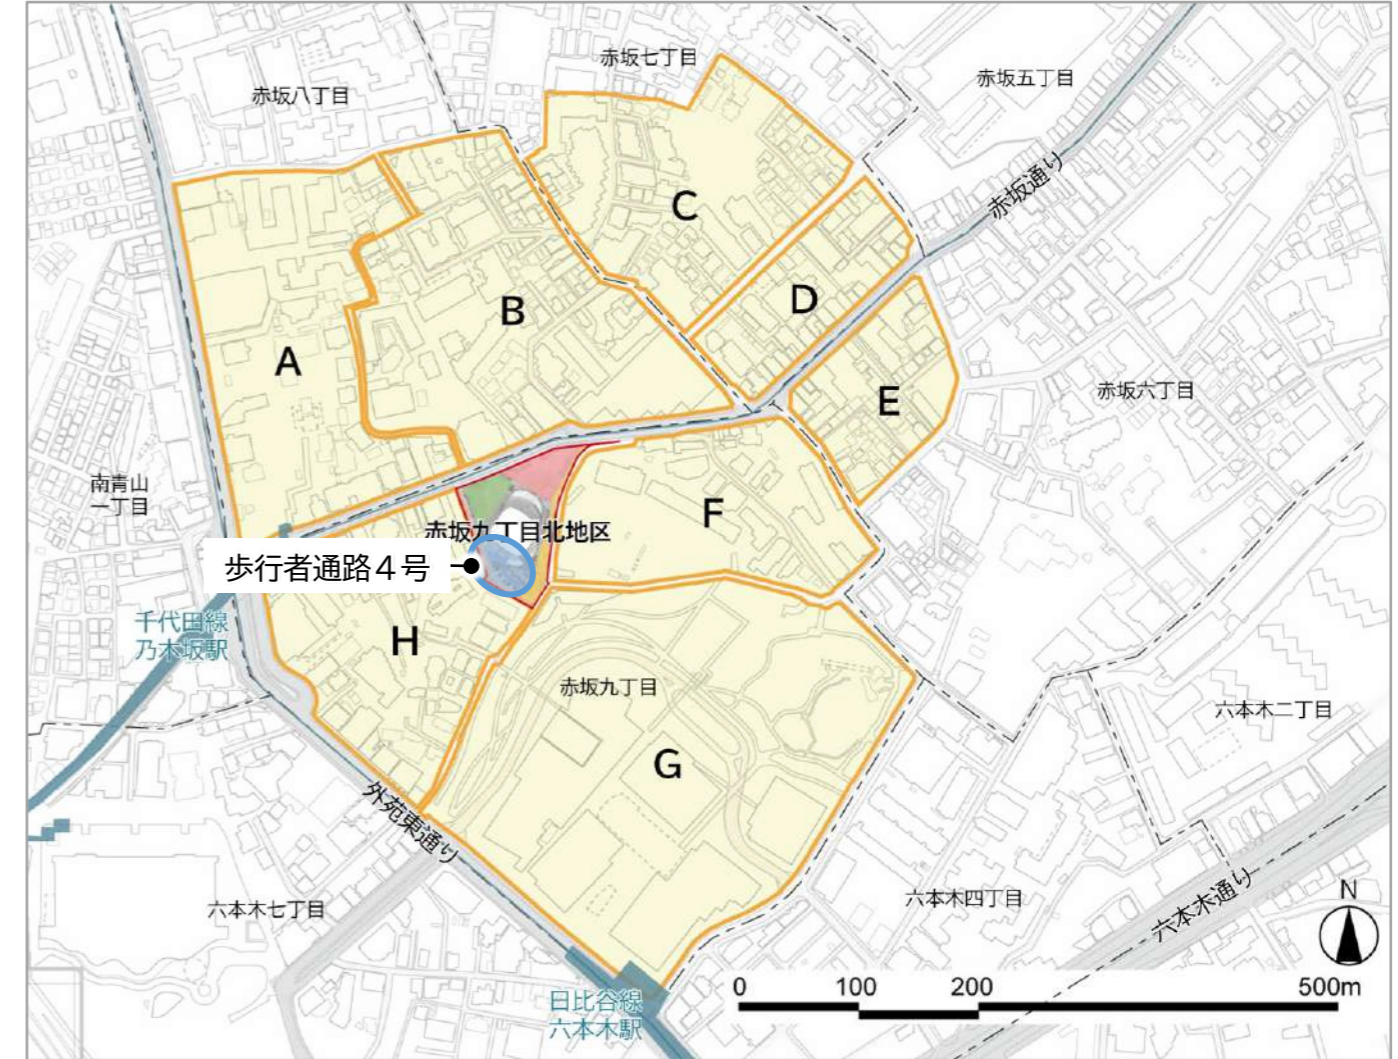 赤坂七丁目
赤坂五丁目
赤坂八丁目
赤坂通り
C
D
B
A
E
赤坂六丁目
南青山
一丁目
F
赤坂九丁目北地区
歩行者通路4号
千代田線
乃木坂駅
H
赤坂九丁目
六本木二丁目
G
外苑東通り
六本木七丁目
六本木四丁目
六本木通り
N
0 100 200 500m
日比谷線
六本木駅